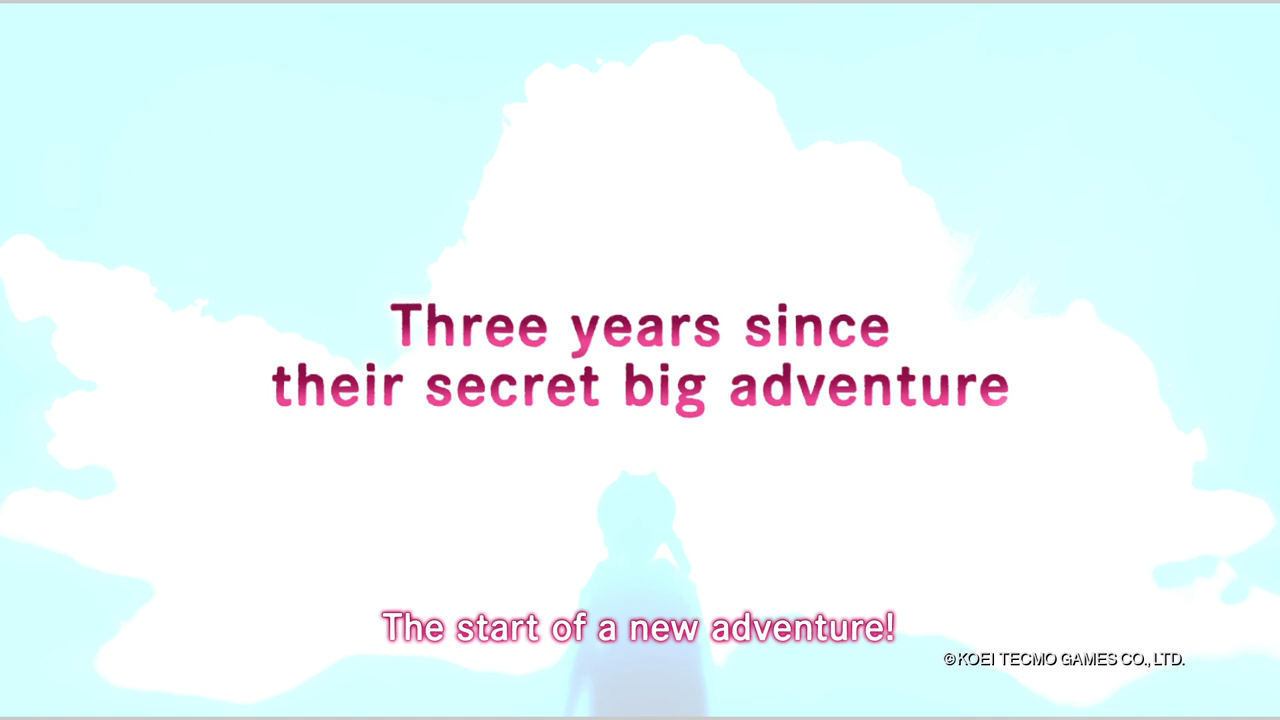 Three years since
their secret big adventure
The start of a new adventure!
©KOEI TECMO GAMES CO., LTD.